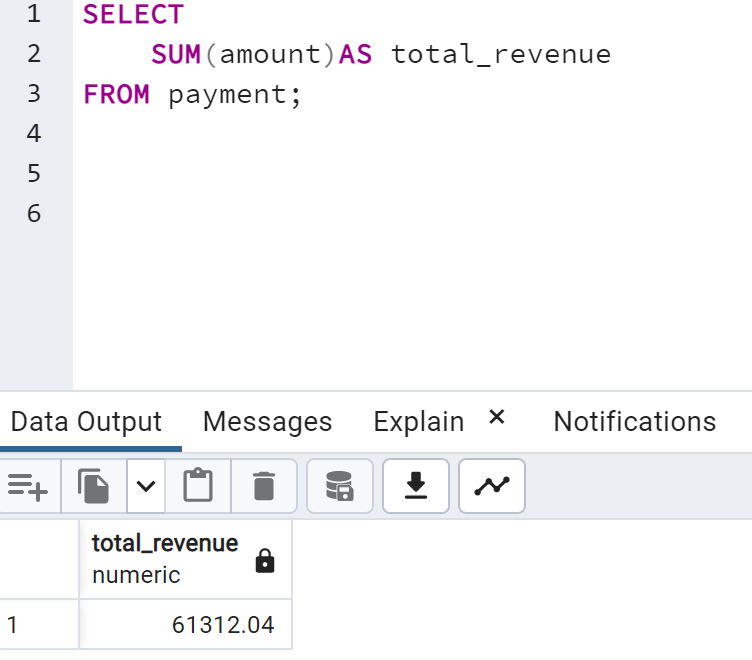 1 SELECT
2 SUM(amount)AS total_revenue
3 FROM payment;
4
5
6
Data Output Messages Explain × Notifications
total_revenue
numeric
1 61312.04